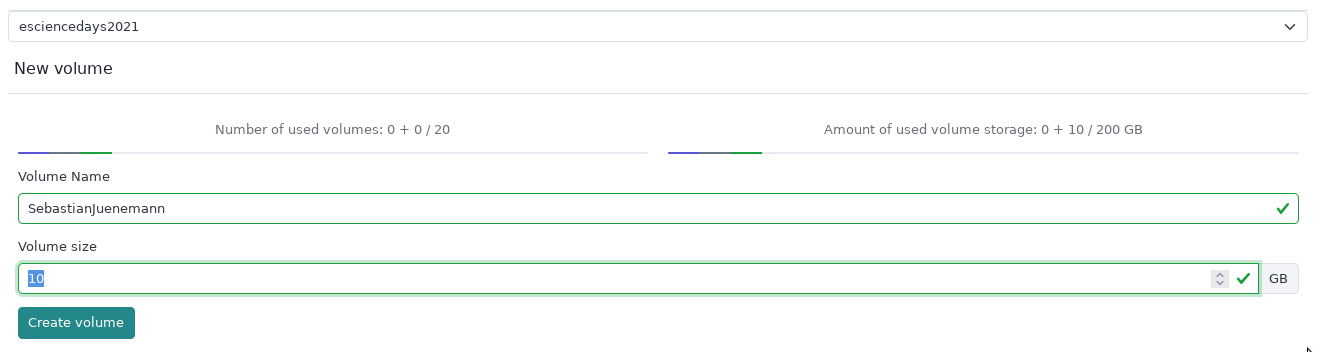 esciencedays2021
New volume
Number of used volumes: 0 + 0 / 20
Amount of used volume storage: 0 + 10 / 200 GB
Volume Name
SebastianJuenemann
Volume size
10
GB
Create volume